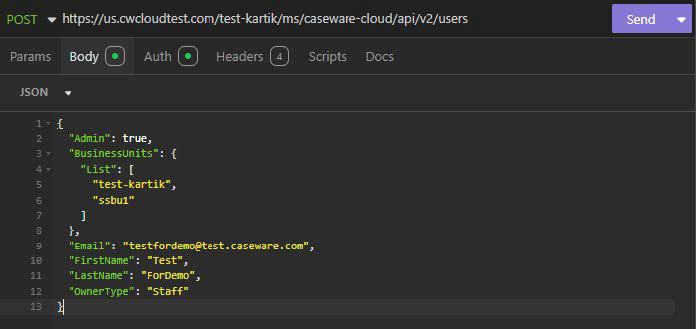 POST https://us.cwcloudtest.com/test-kartik/ms/caseware-cloud/api/v2/users Send
Params Body Auth Headers 4 Scripts Docs
JSON
1 {
2 "Admin": true,
3 "BusinessUnits": {
4 "List": [
5 "test-kartik",
6 "ssbu1"
7 ]
8 },
9 "Email": "testfordemo@test.caseware.com",
10 "FirstName": "Test",
11 "LastName": "ForDemo",
12 "OwnerType": "Staff"
13 }